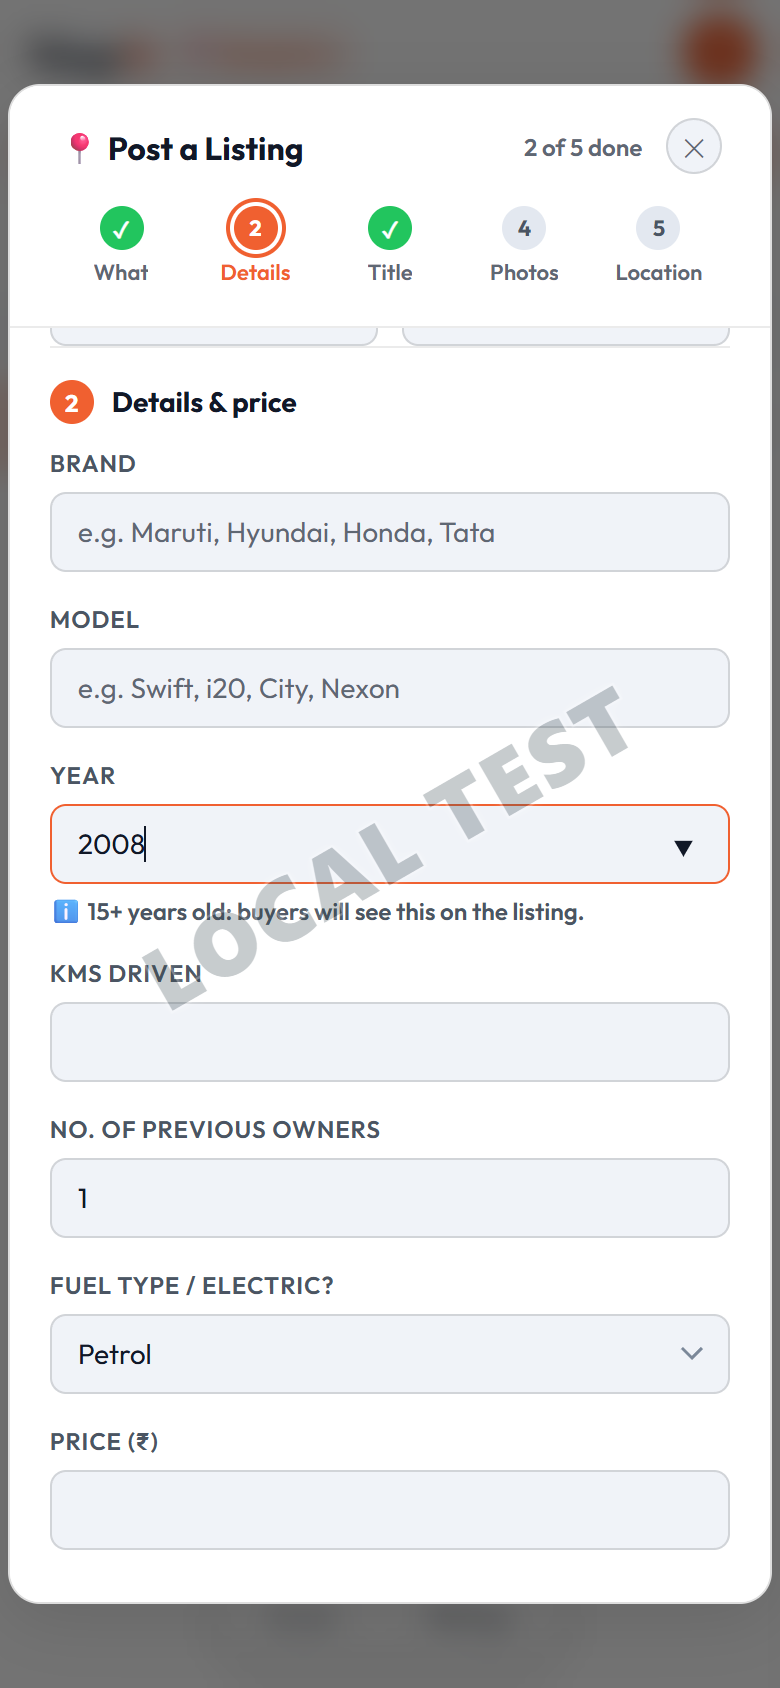 Post a Listing
2 of 5 done
✓ 2 ✓ 4 5
What Details Title Photos Location
2 Details & price
BRAND
e.g. Maruti, Hyundai, Honda, Tata
MODEL
e.g. Swift, i20, City, Nexon
YEAR
2008
15+ years old: buyers will see this on the listing.
LOCAL TEST
KMS DRIVEN
NO. OF PREVIOUS OWNERS
1
FUEL TYPE / ELECTRIC?
Petrol
PRICE (₹)